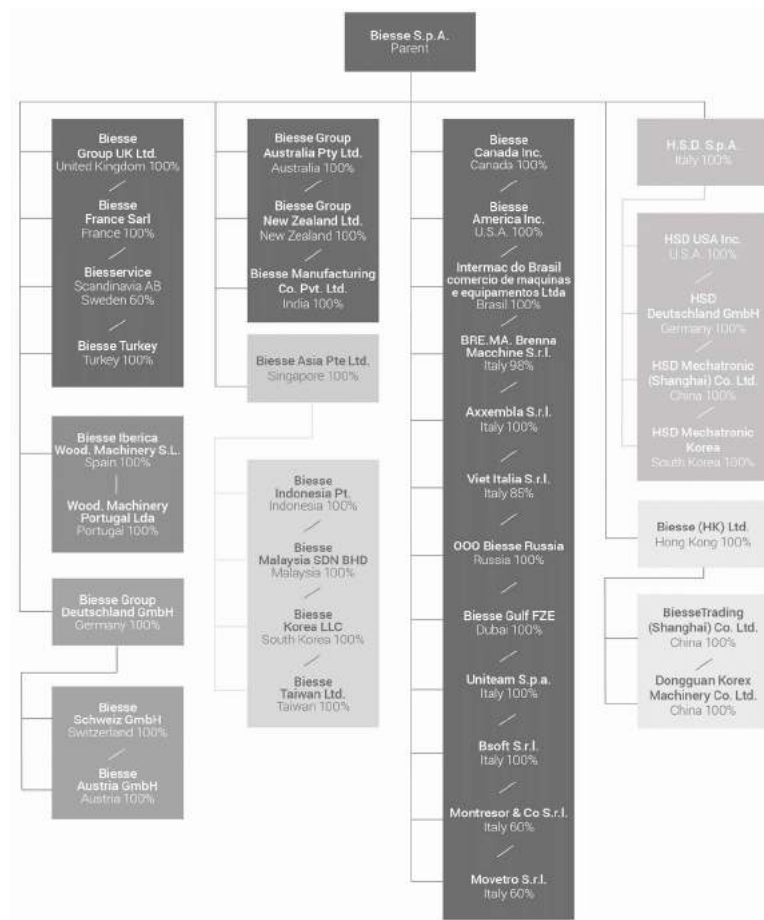 Biesse S.p.A.
Parent
Biesse
Group UK Ltd.
United Kingdom 100%
Biesse
France Sarl
France 100%
Biesservice
Scandinavia AB
Sweden 60%
Biesse Turkey
Turkey 100%
Biesse Iberica
Wood. Machinery S.L.
Spain 100%
Wood. Machinery
Portugal Lda
Portugal 100%
Biesse Group
Deutschland GmbH
Germany 100%
Biesse
Schweiz GmbH
Switzerland 100%
Biesse
Austria GmbH
Austria 100%
Biesse Group
Australia Pty Ltd.
Australia 100%
Biesse Group
New Zealand Ltd.
New Zealand 100%
Biesse Manufacturing
Co. Pvt. Ltd.
India 100%
Biesse Asia Pte Ltd.
Singapore 100%
Biesse
Indonesia Pt.
Indonesia 100%
Biesse
Malaysia SDN BHD
Malaysia 100%
Biesse
Korea LLC
South Korea 100%
Biesse
Taiwan Ltd.
Taiwan 100%
Biesse
Canada Inc.
Canada 100%
Biesse
America Inc.
U.S.A. 100%
Intermac do Brasil
comercio de maquinas
e equipamentos Ltda
Brasil 100%
BRE.MA. Brenna
Macchine S.r.l.
Italy 98%
Axxembla S.r.l.
Italy 100%
Viet Italia S.r.l.
Italy 85%
OOO Biesse Russia
Russia 100%
Biesse Gulf FZE
Dubai 100%
Uniteam S.p.a.
Italy 100%
Bsoft S.r.l.
Italy 100%
Montresor & Co S.r.l.
Italy 60%
Movetro S.r.l.
Italy 60%
H.S.D. S.p.A.
Italy 100%
HSD USA Inc.
U.S.A. 100%
HSD
Deutschland GmbH
Germany 100%
HSD Mechatronic
(Shanghai) Co. Ltd.
China 100%
HSD Mechatronic
Korea
South Korea 100%
Biesse (HK) Ltd.
Hong Kong 100%
BiesseTrading
(Shanghai) Co. Ltd.
China 100%
Dongguan Korex
Machinery Co. Ltd.
China 100%